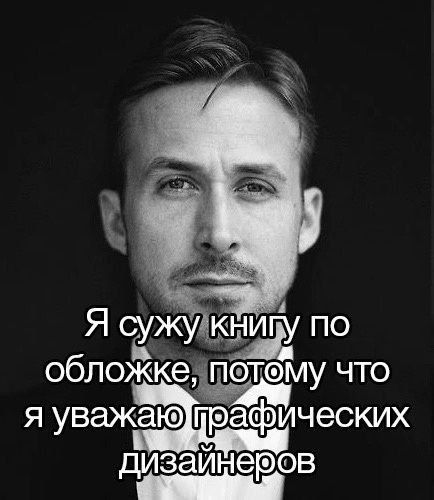 Я сужу книгу по
обложке, потому что
я уважаю графических
дизайнеров